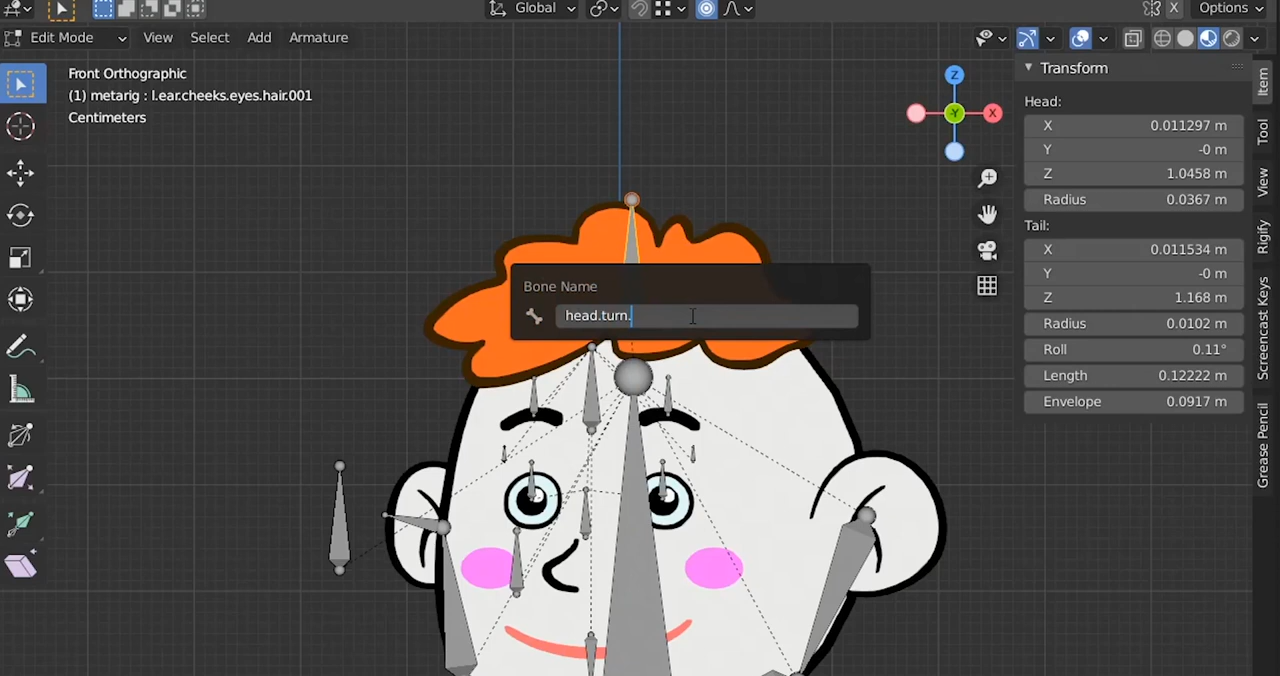 Global
X
Options
Edit Mode
View
Select
Add
Armature
Front Orthographic
(1) metarig : l.ear.cheeks.eyes.hair.001
Centimeters
Z
Y
X
Bone Name
head.turn.
Transform
Head:
X 0.011297 m
Y -0 m
Z 1.0458 m
Radius 0.0367 m
Tail:
X 0.011534 m
Y -0 m
Z 1.168 m
Radius 0.0102 m
Roll 0.11°
Length 0.12222 m
Envelope 0.0917 m
Item
Tool
View
Rigify
Screencast Keys
Grease Pencil